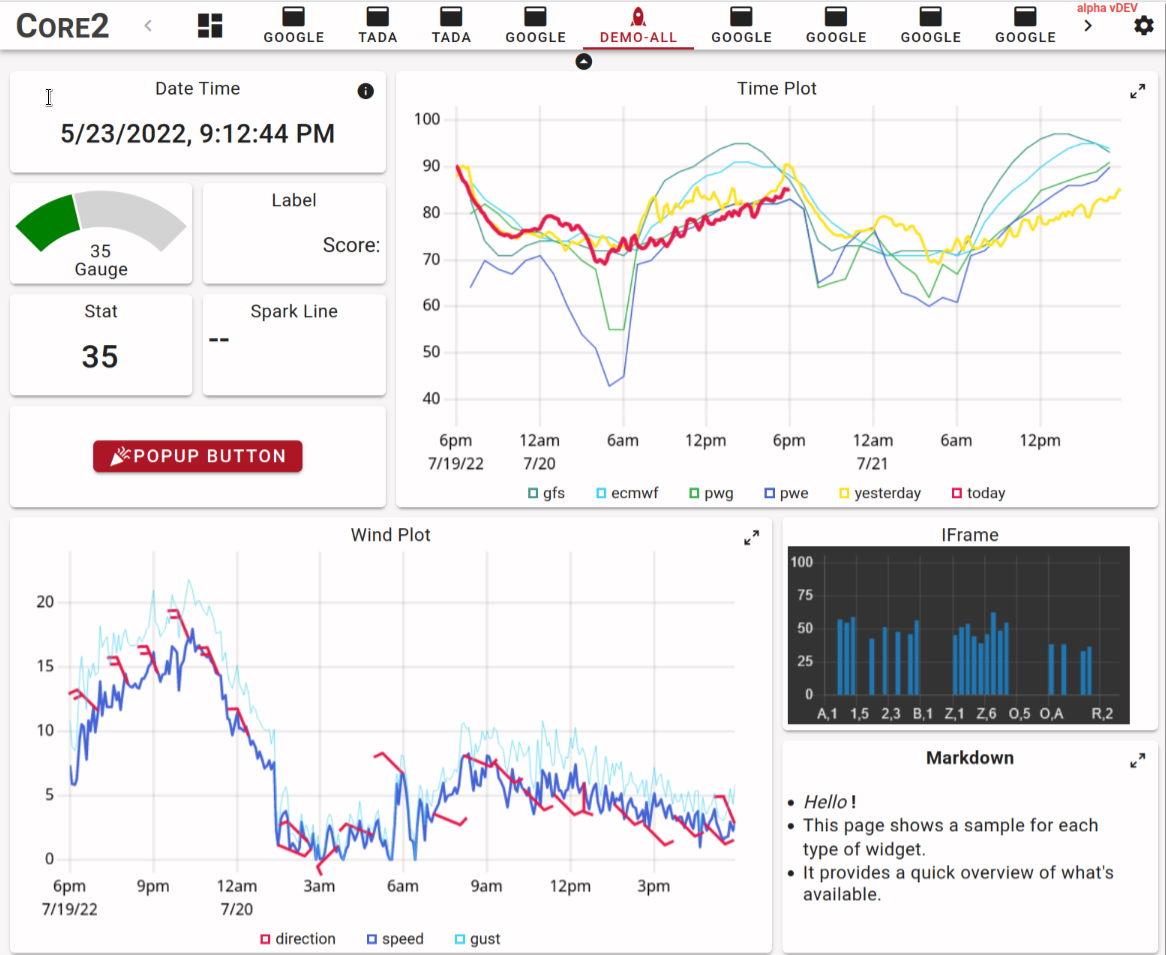 alpha vDEV
CORE2
GOOGLE TADA TADA GOOGLE DEMO-ALL GOOGLE GOOGLE GOOGLE GOOGLE
Date Time
5/23/2022, 9:12:44 PM
35
Gauge
Label
Score:
Stat
35
Spark Line
--
POPUP BUTTON
Time Plot
100
90
80
70
60
50
40
6pm 12am 6am 12pm 6pm 12am 6am 12pm
7/19/22 7/20 7/21
gfs ecmwf pwg pwe yesterday today
Wind Plot
20
15
10
5
0
6pm 9pm 12am 3am 6am 9am 12pm 3pm
7/19/22 7/20
direction speed gust
IFrame
100
75
50
25
0
A,1 1,5 2,3 B,1 Z,1 Z,6 O,5 O,A R,2
Markdown
• Hello !
• This page shows a sample for each
type of widget.
• It provides a quick overview of what's
available.